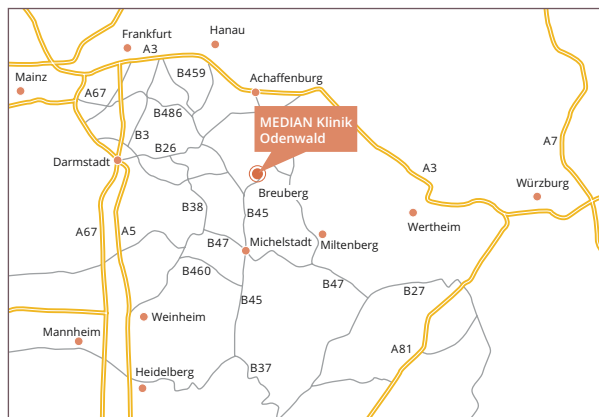 Frankfurt
Hanau
A3
Mainz
B459
Achaffenburg
A67
B486
MEDIAN Klinik
Odenwald
B3
A7
B26
Darmstadt
A3
Würzburg
Breuberg
B38
B45
Wertheim
A67
A5
B47
Michelstadt
Miltenberg
B460
B47
B27
B45
Weinheim
Mannheim
A81
B37
Heidelberg